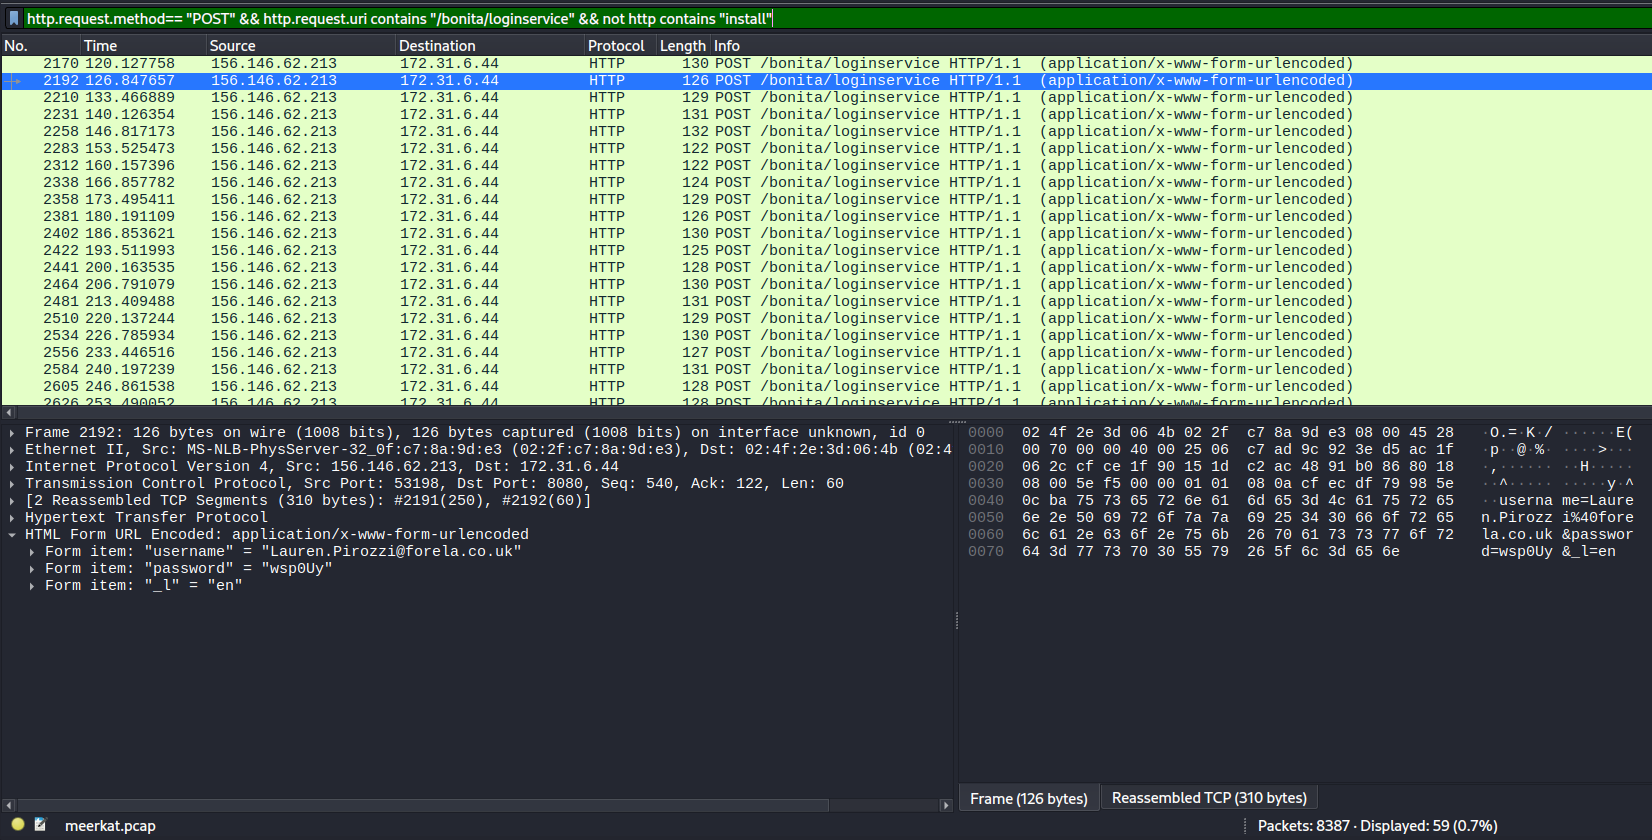 http.request.method== "POST" && http.request.uri contains "/bonita/loginservice" && not http contains "install"
No. Time Source Destination Protocol Length Info
2170 120.127758 156.146.62.213 172.31.6.44 HTTP 130 POST /bonita/loginservice HTTP/1.1 (application/x-www-form-urlencoded)
2192 126.847657 156.146.62.213 172.31.6.44 HTTP 126 POST /bonita/loginservice HTTP/1.1 (application/x-www-form-urlencoded)
2210 133.466889 156.146.62.213 172.31.6.44 HTTP 129 POST /bonita/loginservice HTTP/1.1 (application/x-www-form-urlencoded)
2231 140.126354 156.146.62.213 172.31.6.44 HTTP 131 POST /bonita/loginservice HTTP/1.1 (application/x-www-form-urlencoded)
2258 146.817173 156.146.62.213 172.31.6.44 HTTP 132 POST /bonita/loginservice HTTP/1.1 (application/x-www-form-urlencoded)
2283 153.525473 156.146.62.213 172.31.6.44 HTTP 122 POST /bonita/loginservice HTTP/1.1 (application/x-www-form-urlencoded)
2312 160.157396 156.146.62.213 172.31.6.44 HTTP 122 POST /bonita/loginservice HTTP/1.1 (application/x-www-form-urlencoded)
2338 166.857782 156.146.62.213 172.31.6.44 HTTP 124 POST /bonita/loginservice HTTP/1.1 (application/x-www-form-urlencoded)
2358 173.495411 156.146.62.213 172.31.6.44 HTTP 129 POST /bonita/loginservice HTTP/1.1 (application/x-www-form-urlencoded)
2381 180.191109 156.146.62.213 172.31.6.44 HTTP 126 POST /bonita/loginservice HTTP/1.1 (application/x-www-form-urlencoded)
2402 186.853621 156.146.62.213 172.31.6.44 HTTP 130 POST /bonita/loginservice HTTP/1.1 (application/x-www-form-urlencoded)
2422 193.511993 156.146.62.213 172.31.6.44 HTTP 125 POST /bonita/loginservice HTTP/1.1 (application/x-www-form-urlencoded)
2441 200.163535 156.146.62.213 172.31.6.44 HTTP 128 POST /bonita/loginservice HTTP/1.1 (application/x-www-form-urlencoded)
2464 206.791079 156.146.62.213 172.31.6.44 HTTP 130 POST /bonita/loginservice HTTP/1.1 (application/x-www-form-urlencoded)
2481 213.409488 156.146.62.213 172.31.6.44 HTTP 131 POST /bonita/loginservice HTTP/1.1 (application/x-www-form-urlencoded)
2510 220.137244 156.146.62.213 172.31.6.44 HTTP 129 POST /bonita/loginservice HTTP/1.1 (application/x-www-form-urlencoded)
2534 226.785934 156.146.62.213 172.31.6.44 HTTP 130 POST /bonita/loginservice HTTP/1.1 (application/x-www-form-urlencoded)
2556 233.446516 156.146.62.213 172.31.6.44 HTTP 127 POST /bonita/loginservice HTTP/1.1 (application/x-www-form-urlencoded)
2584 240.197239 156.146.62.213 172.31.6.44 HTTP 131 POST /bonita/loginservice HTTP/1.1 (application/x-www-form-urlencoded)
2605 246.861538 156.146.62.213 172.31.6.44 HTTP 128 POST /bonita/loginservice HTTP/1.1 (application/x-www-form-urlencoded)
2626 253.490052 156.146.62.213 172.31.6.44 HTTP 128 POST /bonita/loginservice HTTP/1.1 (application/x-www-form-urlencoded)
Frame 2192: 126 bytes on wire (1008 bits), 126 bytes captured (1008 bits) on interface unknown, id 0
Ethernet II, Src: MS-NLB-PhysServer-32_0f:c7:8a:9d:e3 (02:2f:c7:8a:9d:e3), Dst: 02:4f:2e:3d:06:4b (02:4
Internet Protocol Version 4, Src: 156.146.62.213, Dst: 172.31.6.44
Transmission Control Protocol, Src Port: 53198, Dst Port: 8080, Seq: 540, Ack: 122, Len: 60
[2 Reassembled TCP Segments (310 bytes): #2191(250), #2192(60)]
Hypertext Transfer Protocol
HTML Form URL Encoded: application/x-www-form-urlencoded
Form item: "username" = "Lauren.Pirozzi@forela.co.uk"
Form item: "password" = "wsp0Uy"
Form item: "_l" = "en"
0000 02 4f 2e 3d 06 4b 02 2f c7 8a 9d e3 08 00 45 28 ·O.=·K·/ ······E(
0010 00 70 00 00 40 00 25 06 c7 ad 9c 92 3e d5 ac 1f ·p··@·%· ····>···
0020 06 2c cf ce 1f 90 15 1d c2 ac 48 91 b0 86 80 18 ·,······ ··H·····
0030 08 00 5e f5 00 00 01 01 08 0a cf ec df 79 98 5e ··^····· ·····y·^
0040 0c ba 75 73 65 72 6e 61 6d 65 3d 4c 61 75 72 65 ··userna me=Laure
0050 6e 2e 50 69 72 6f 7a 7a 69 25 34 30 66 6f 72 65 n.Pirozz i%40fore
0060 6c 61 2e 63 6f 2e 75 6b 26 70 61 73 73 77 6f 72 la.co.uk &passwor
0070 64 3d 77 73 70 30 55 79 26 5f 6c 3d 65 6e d=wsp0Uy &_l=en
Frame (126 bytes) Reassembled TCP (310 bytes)
meerkat.pcap Packets: 8387 · Displayed: 59 (0.7%)